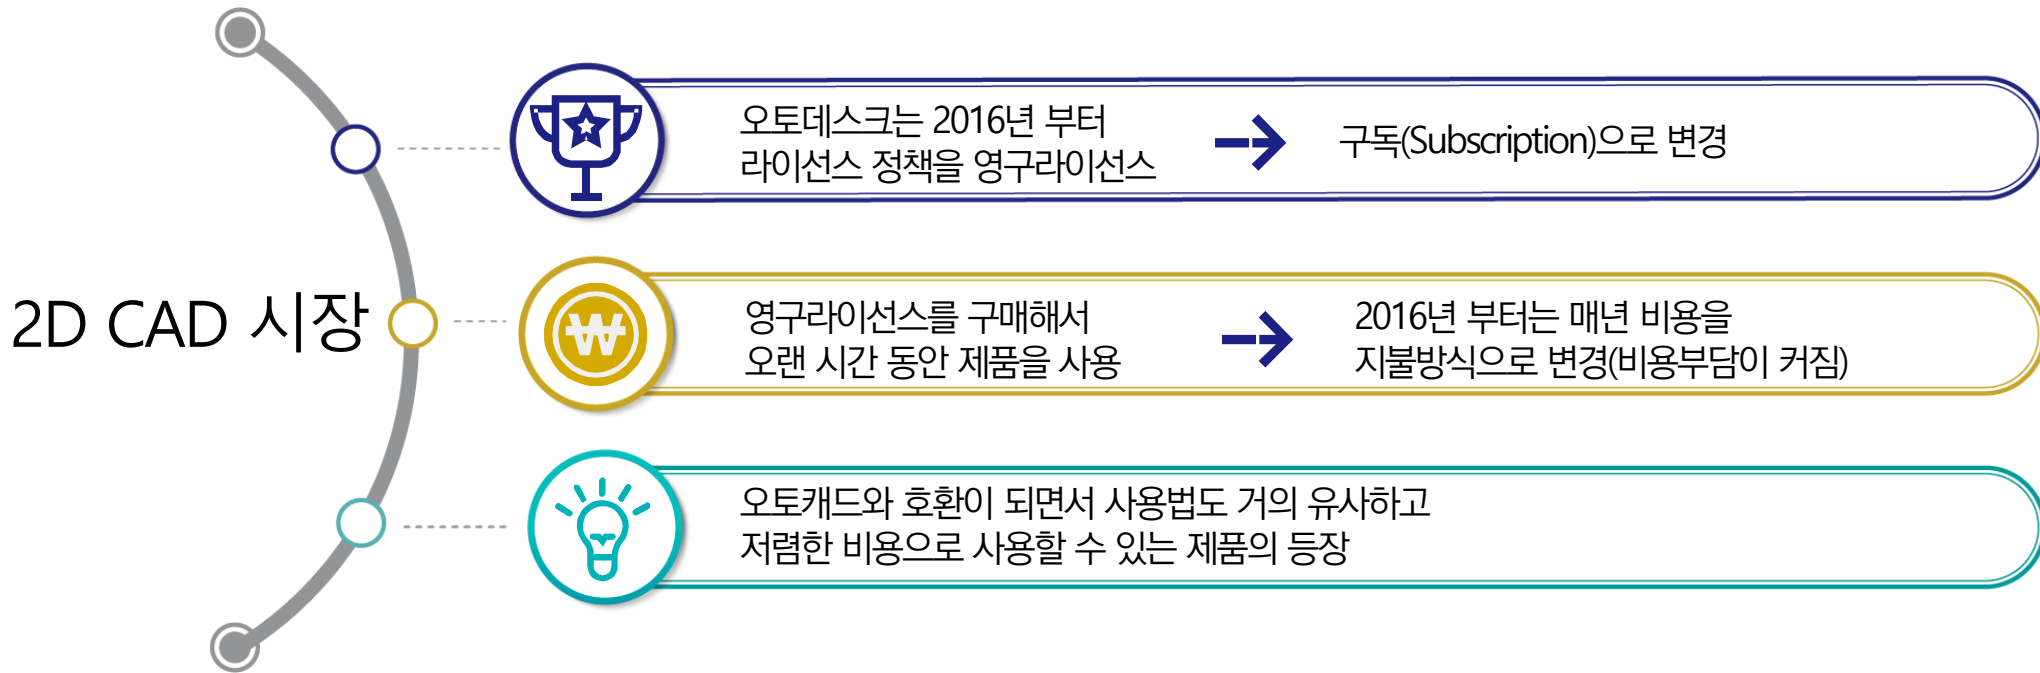 2D CAD 시장
오토데스크는 2016년 부터
라이선스 정책을 영구라이선스
구독(Subscription)으로 변경
영구라이선스를 구매해서
오랜 시간 동안 제품을 사용
2016년 부터는 매년 비용을
지불방식으로 변경(비용부담이 커짐)
오토캐드와 호환이 되면서 사용법도 거의 유사하고
저렴한 비용으로 사용할 수 있는 제품의 등장